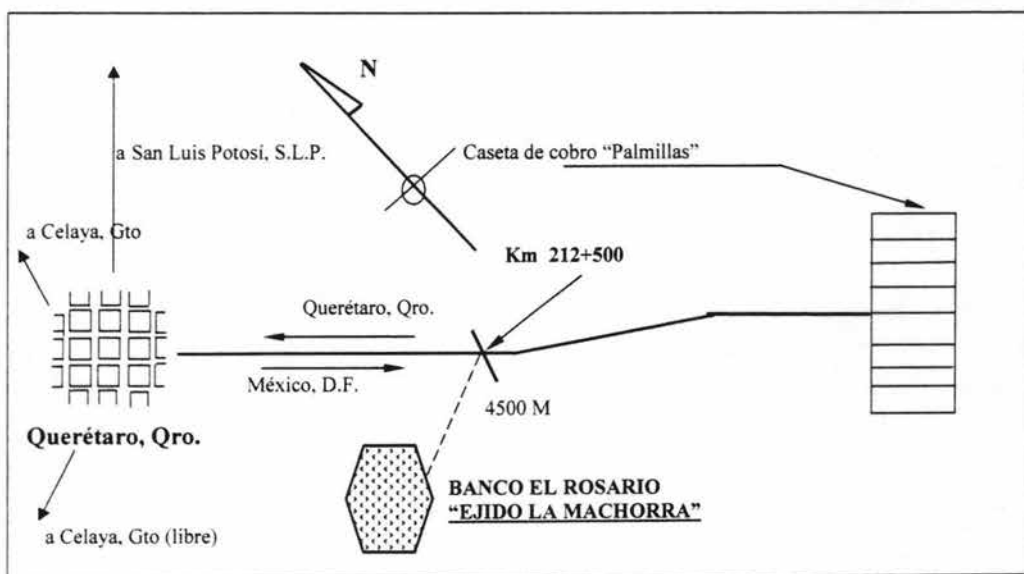 N
a San Luis Potosí, S.L.P.
Caseta de cobro “Palmillas”
a Celaya, Gto
Km 212+500
Querétaro, Qro.
México, D.F.
4500 M
Querétaro, Qro.
BANCO EL ROSARIO
“EJIDO LA MACHORRA”
a Celaya, Gto (libre)